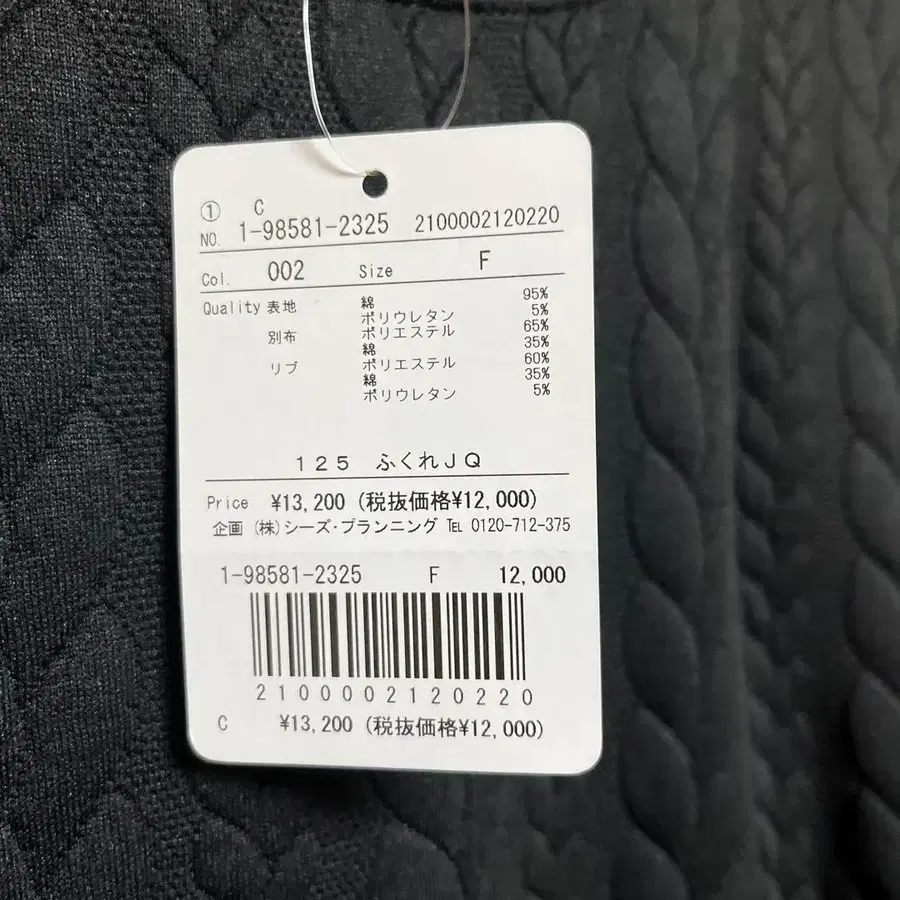 ① C
NO. 1-98581-2325 2100002120220
Col. 002 Size F
Quality 表地 綿 95%
ポリウレタン 5%
別布 ポリエステル 65%
綿 35%
リブ ポリエステル 60%
綿 35%
ポリウレタン 5%
125 ふくれJQ
Price ¥13,200 (税抜価格¥12,000)
企画 (株)シーズ・プランニング TEL 0120-712-375
1-98581-2325 F 12,000
2100002120220
C ¥13,200 (税抜価格¥12,000)